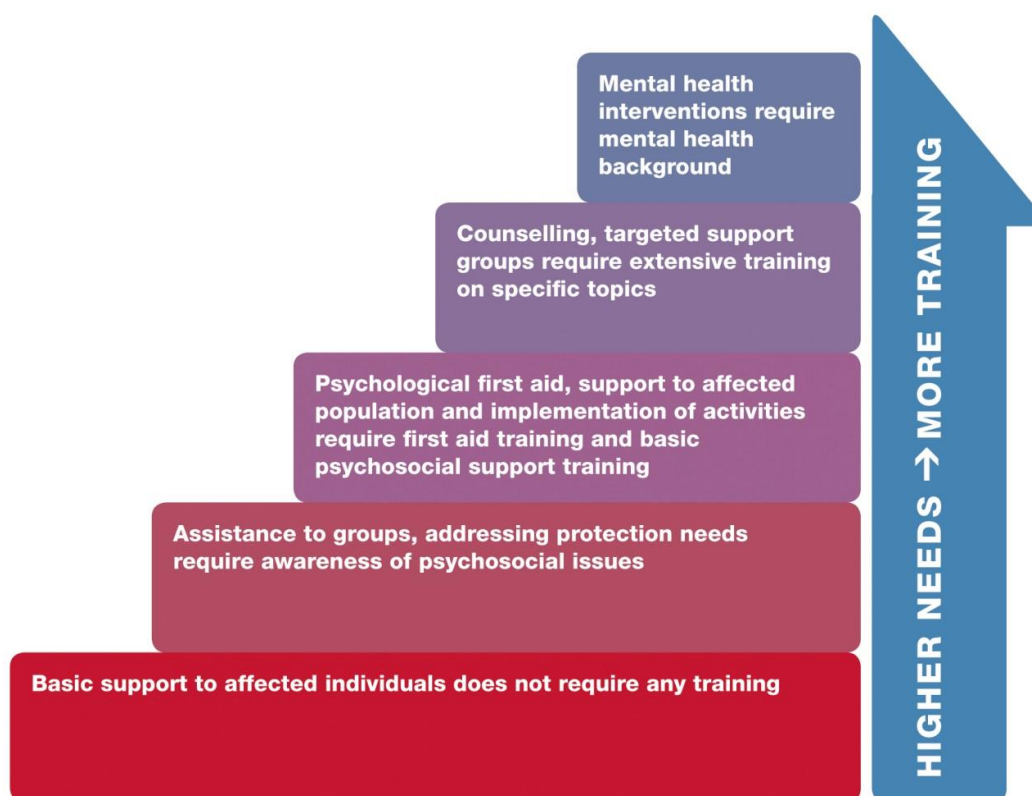 Mental health
interventions require
mental health
background
Counselling, targeted support
groups require extensive training
on specific topics
Psychological first aid, support to affected
population and implementation of activities
require first aid training and basic
psychosocial support training
Assistance to groups, addressing protection needs
require awareness of psychosocial issues
Basic support to affected individuals does not require any training
HIGHER NEEDS → MORE TRAINING